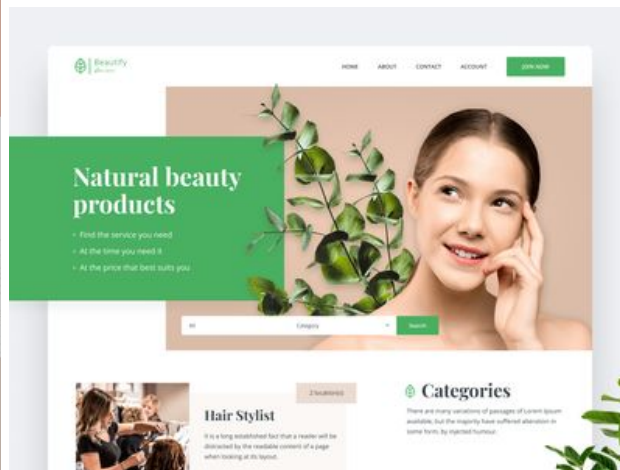 Beautify
HOME ABOUT CONTACT ACCOUNT JOIN NOW
Natural beauty
products
Find the service you need
At the time you need it
At the price that best suits you
All Category Search
2 location(s)
Hair Stylist
It is a long established fact that a reader will be
distracted by the readable content of a page
when looking at its layout.
Categories
There are many variations of passages of Lorem Ipsum
available, but the majority have suffered alteration in
some form, by injected humour.